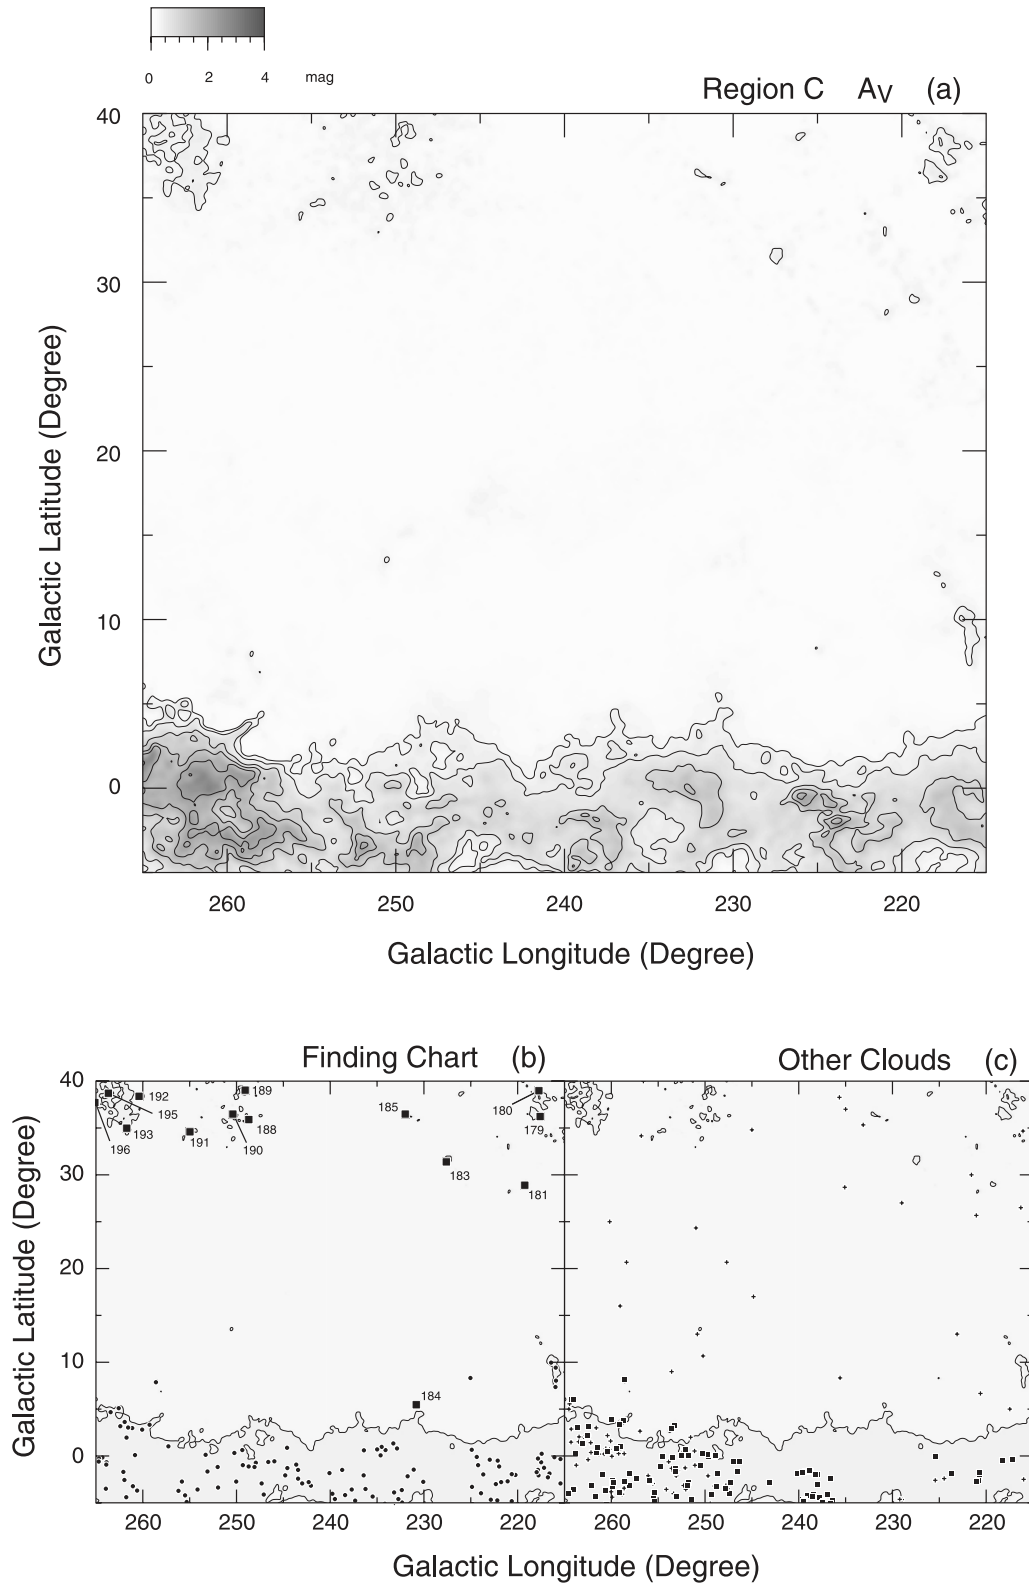 0 2 4 mag
Region C AV (a)
40
30
20
10
0
Galactic Latitude (Degree)
260 250 240 230 220
Galactic Longitude (Degree)
Finding Chart (b)
Other Clouds (c)
40
30
20
10
0
Galactic Latitude (Degree)
192
189
195
185
180
193
191
188
179
196
190
183
181
184
260 250 240 230 220 260 250 240 230 220
Galactic Longitude (Degree)